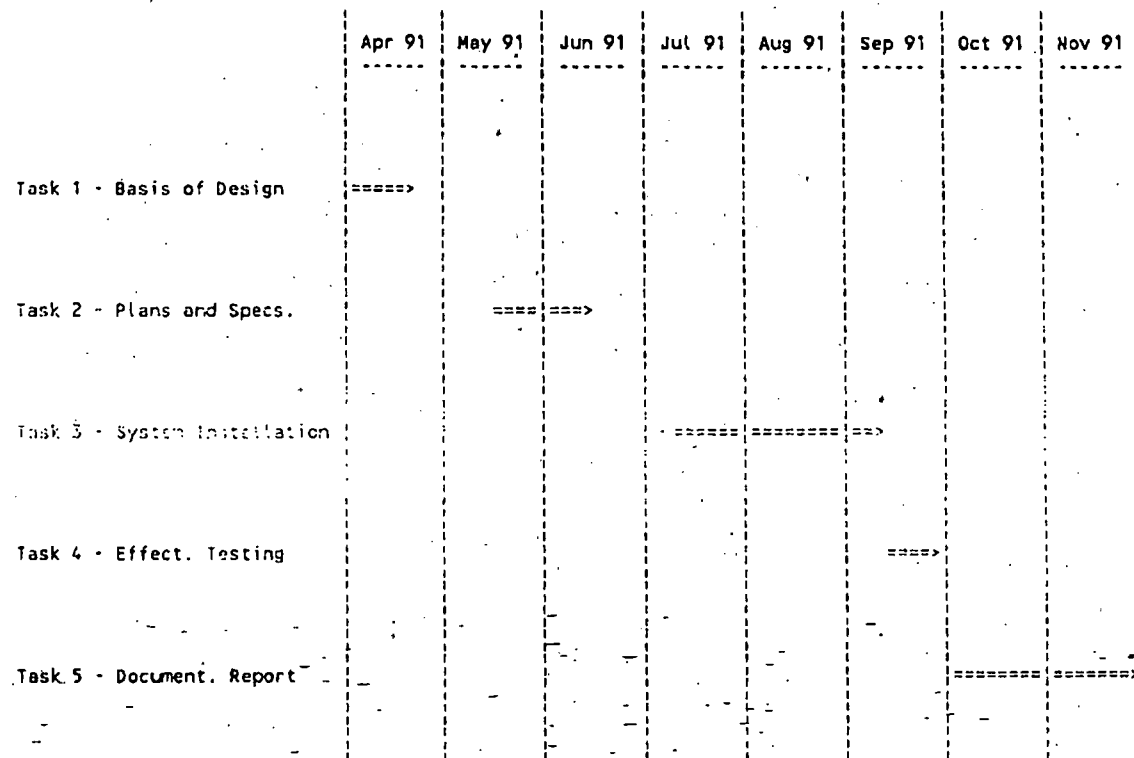 Apr 91 May 91 Jun 91 Jul 91 Aug 91 Sep 91 Oct 91 Nov 91
Task 1 - Basis of Design =====>
Task 2 - Plans and Specs. ==== ===>
Task 3 - System Installation ====== ======== ==>
Task 4 - Effect. Testing ====>
Task 5 - Document. Report ======== =======>